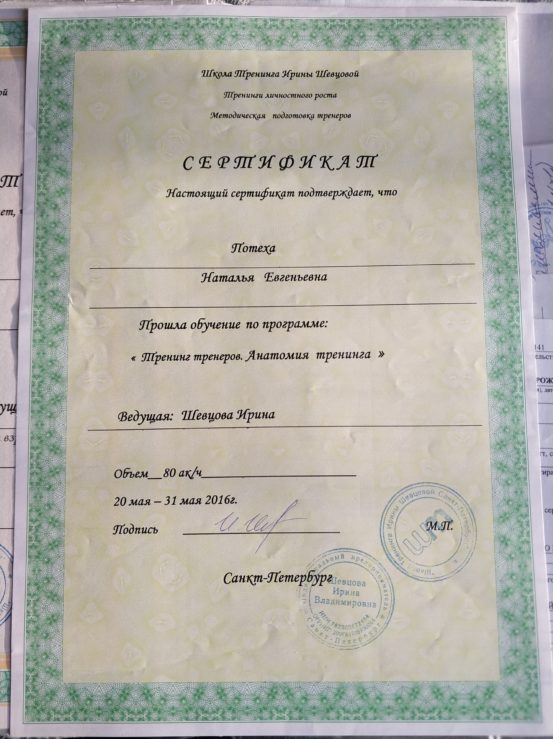 Школа Тренинга Ирины Шевцовой
Тренинги личностного роста
Методическая подготовка тренеров
СЕРТИФИКАТ
Настоящий сертификат подтверждает, что
Потеха
Наталья Евгеньевна
Прошла обучение по программе:
« Тренинг тренеров. Анатомия тренинга »
Ведущая: Шевцова Ирина
Объем__80 ак/ч
20 мая – 31 мая 2016г.
Подпись
М.П.
Санкт-Петербург
Шевцова
Ирина
Владимировна